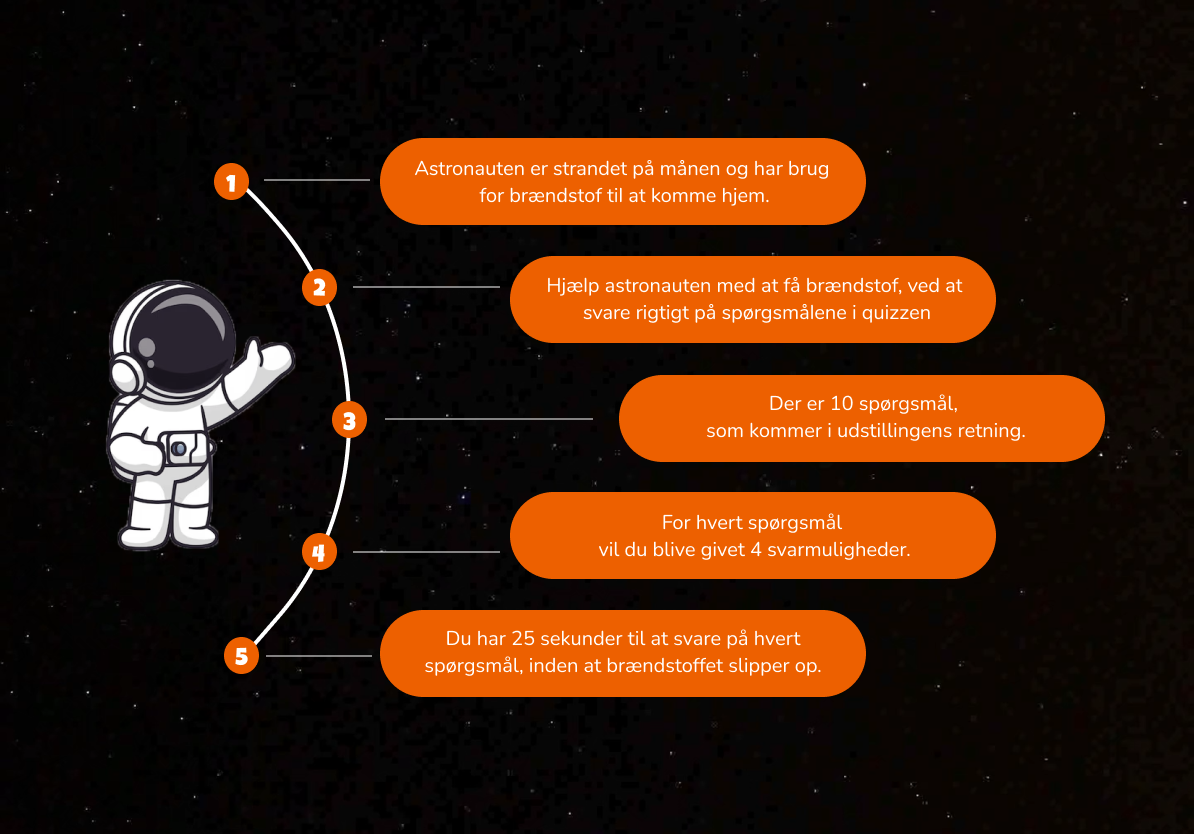 1
Astronauten er strandet på månen og har brug
for brændstof til at komme hjem.
2
Hjælp astronauten med at få brændstof, ved at
svare rigtigt på spørgsmålene i quizzen
3
Der er 10 spørgsmål,
som kommer i udstillingens retning.
4
For hvert spørgsmål
vil du blive givet 4 svarmuligheder.
5
Du har 25 sekunder til at svare på hvert
spørgsmål, inden at brændstoffet slipper op.